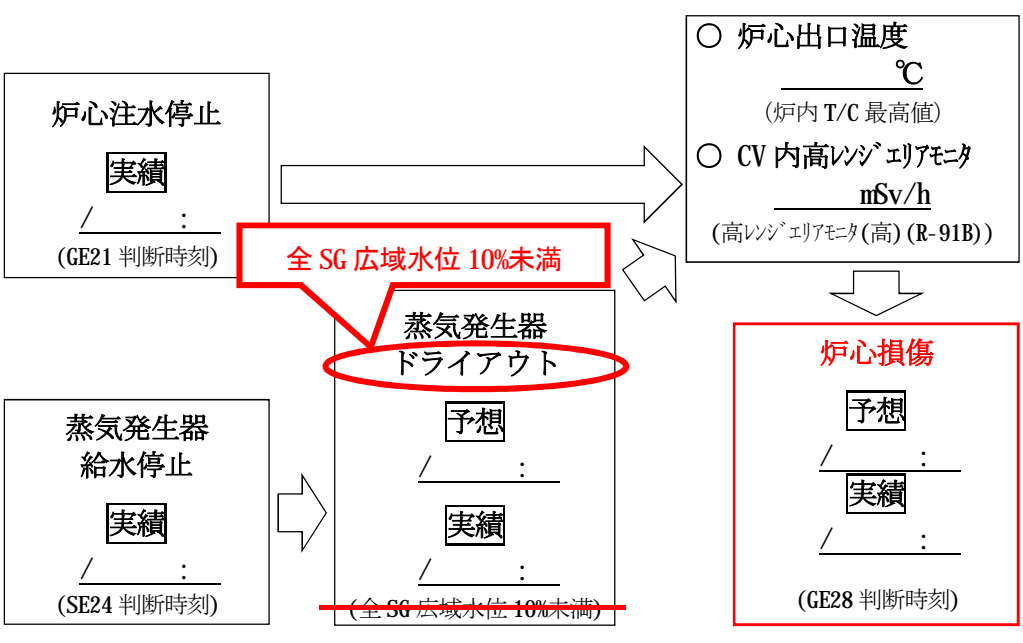 炉心注水停止
実績
/ :
(GE21 判断時刻)
全 SG 広域水位 10%未満
蒸気発生器
給水停止
実績
/ :
(SE24 判断時刻)
蒸気発生器
ドライアウト
予想
/ :
実績
/ :
(全 SG 広域水位 10%未満)
○ 炉心出口温度
℃
(炉内 T/C 最高値)
○ CV 内高ﾚﾝｼﾞｴﾘｱﾓﾆﾀ
mSv/h
(高ﾚﾝｼﾞｴﾘｱﾓﾆﾀ(高)(R-91B))
炉心損傷
予想
/ :
実績
/ :
(GE28 判断時刻)